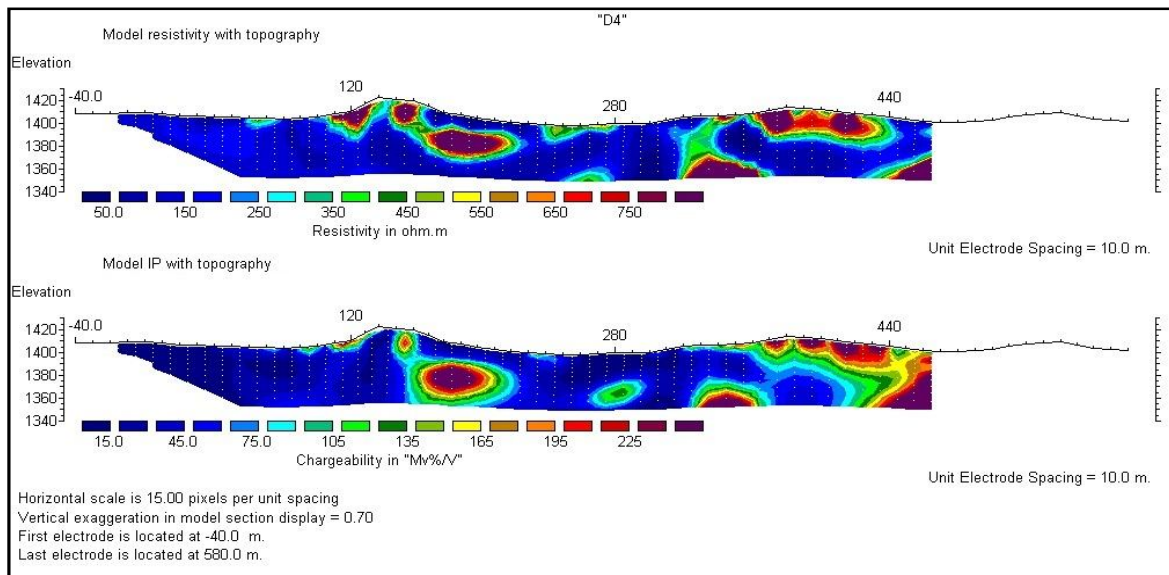 "D4"
Model resistivity with topography
Elevation
-40.0 120 280 440
1420
1400
1380
1360
1340
50.0 150 250 350 450 550 650 750
Resistivity in ohm.m
Unit Electrode Spacing = 10.0 m.
Model IP with topography
Elevation
-40.0 120 280 440
1420
1400
1380
1360
1340
15.0 45.0 75.0 105 135 165 195 225
Chargeability in "Mv%/V"
Unit Electrode Spacing = 10.0 m.
Horizontal scale is 15.00 pixels per unit spacing
Vertical exaggeration in model section display = 0.70
First electrode is located at -40.0 m.
Last electrode is located at 580.0 m.